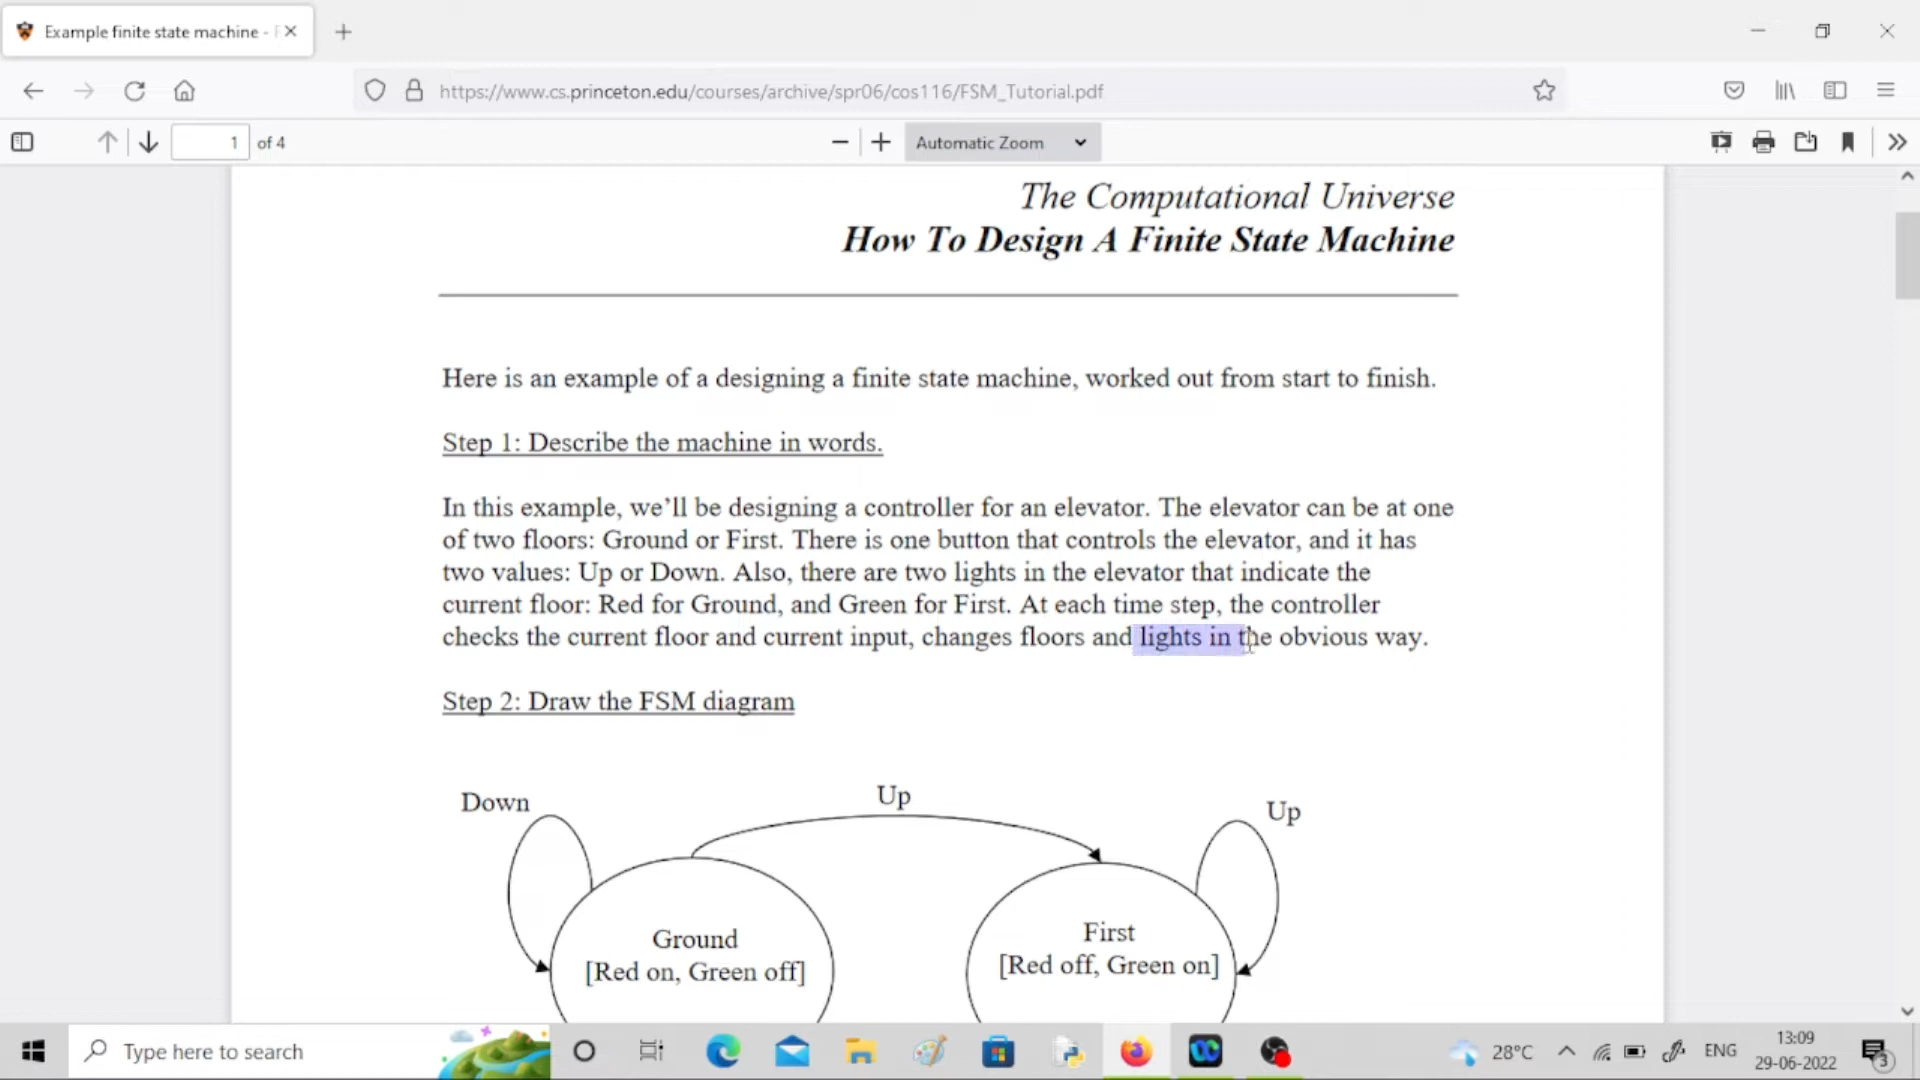 Example finite state machine - F
https://www.cs.princeton.edu/courses/archive/spr06/cos116/FSM_Tutorial.pdf
1 of 4
Automatic Zoom
The Computational Universe
How To Design A Finite State Machine
Here is an example of a designing a finite state machine, worked out from start to finish.
Step 1: Describe the machine in words.
In this example, we’ll be designing a controller for an elevator. The elevator can be at one
of two floors: Ground or First. There is one button that controls the elevator, and it has
two values: Up or Down. Also, there are two lights in the elevator that indicate the
current floor: Red for Ground, and Green for First. At each time step, the controller
checks the current floor and current input, changes floors and lights in the obvious way.
Step 2: Draw the FSM diagram
Down
Up
Up
Ground
[Red on, Green off]
First
[Red off, Green on]
Type here to search
28°C
ENG
13:09
29-06-2022
3